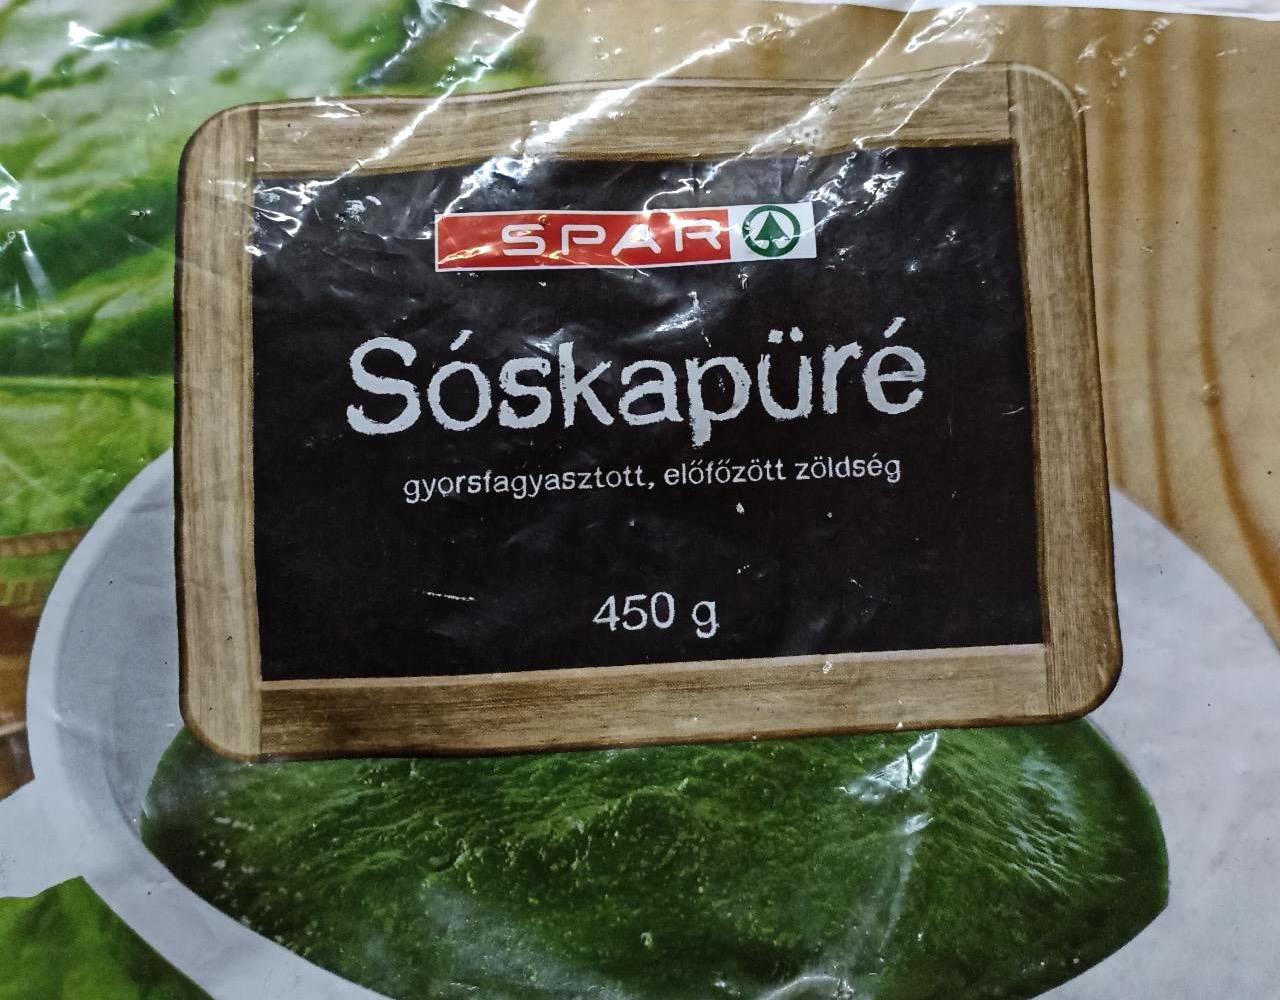 SPAR
Sóskapüré
gyorsfagyasztott, előfőzött zöldség
450 g